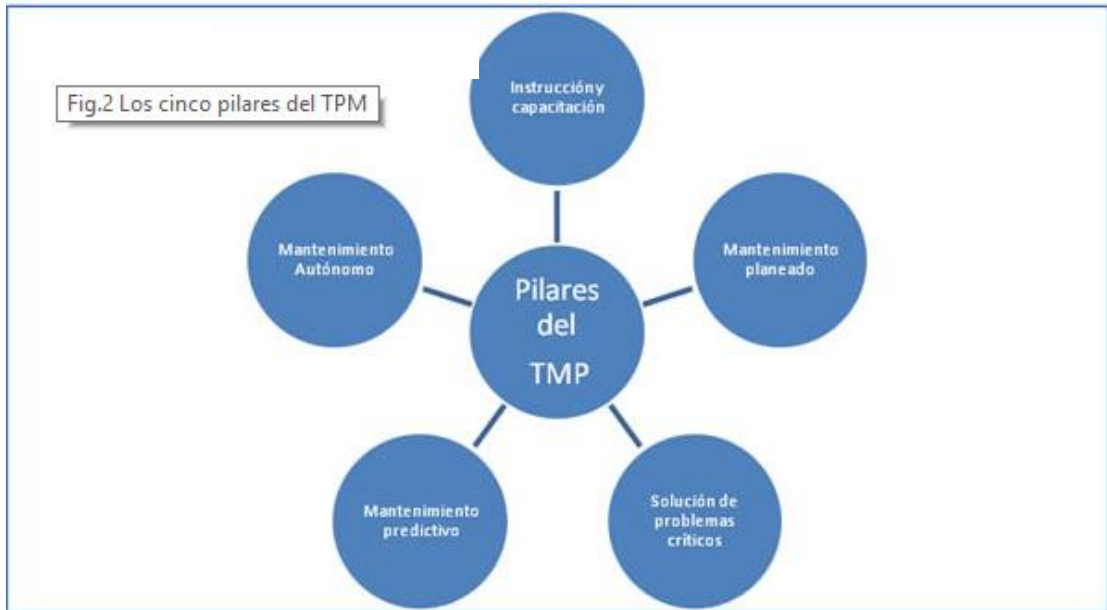 Fig.2 Los cinco pilares del TPM
Instruccióny
capacitación
Mantenimiento
Autónomo
Mantenimiento
planeado
Pilares
del
TMP
Mantenimiento
predictivo
Solución de
problemas
críticos